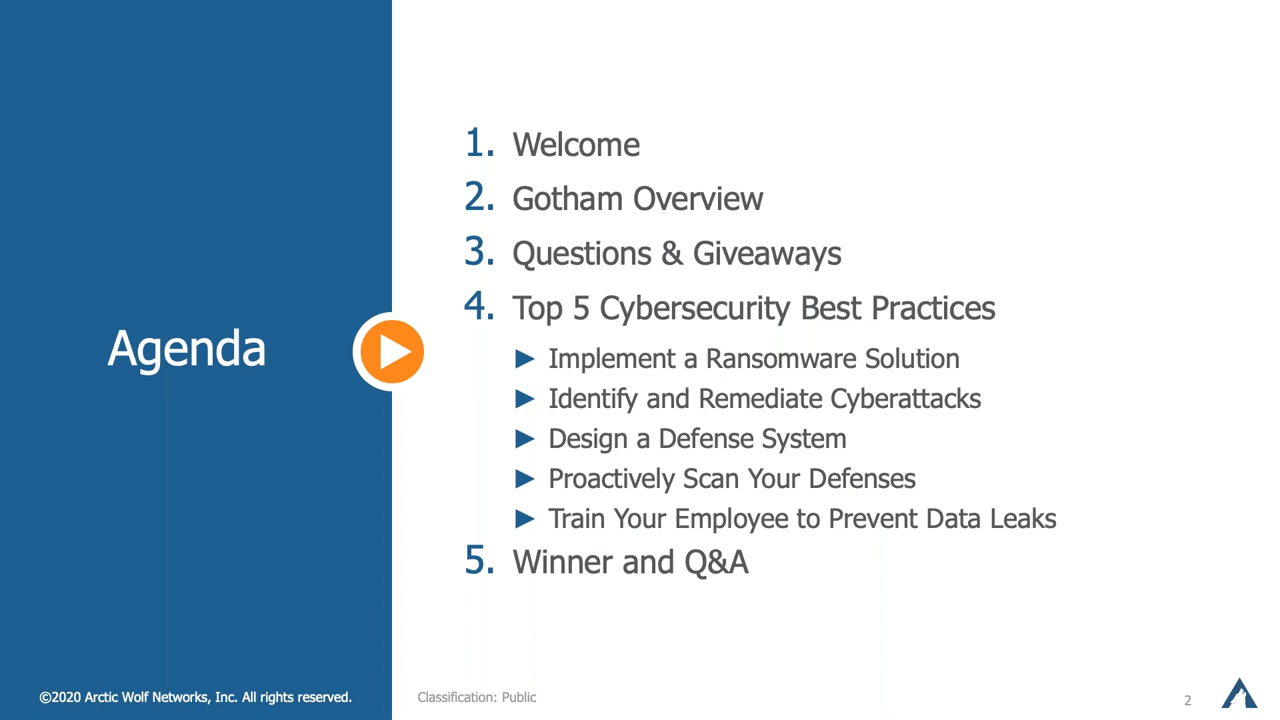 Agenda
1. Welcome
2. Gotham Overview
3. Questions & Giveaways
4. Top 5 Cybersecurity Best Practices
► Implement a Ransomware Solution
► Identify and Remediate Cyberattacks
► Design a Defense System
► Proactively Scan Your Defenses
► Train Your Employee to Prevent Data Leaks
5. Winner and Q&A
©2020 Arctic Wolf Networks, Inc. All rights reserved.
Classification: Public
2